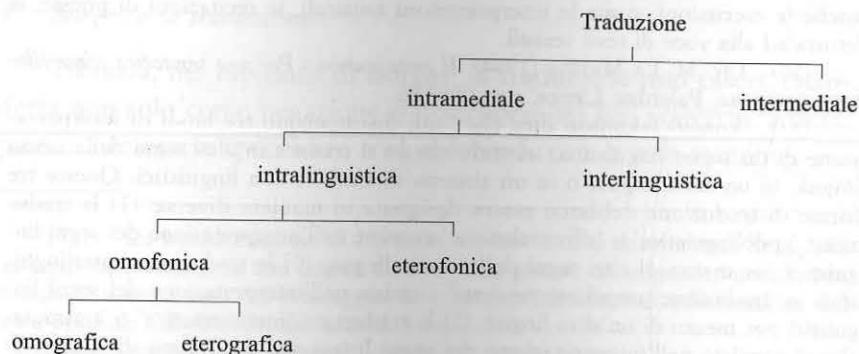 Traduzione
intramediale intermediale
intralinguistica interlinguistica
omofonica eterofonica
omografica eterografica